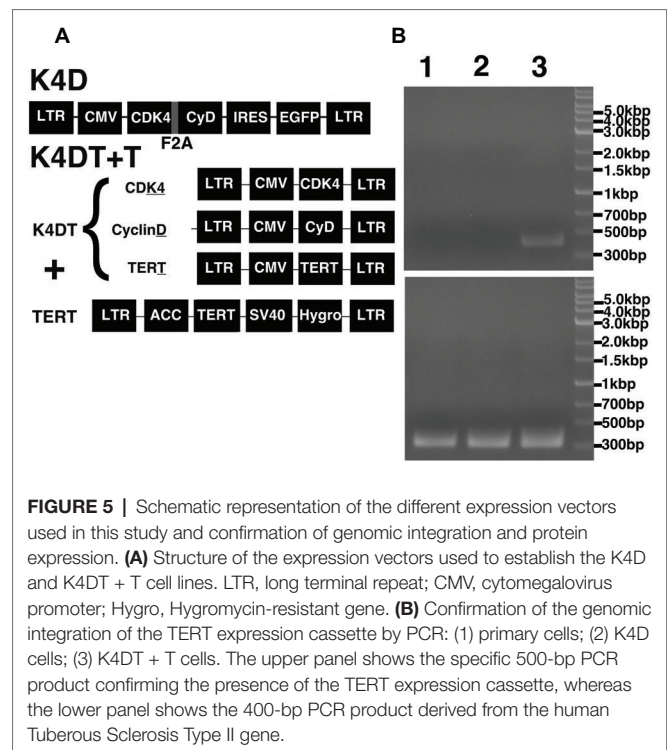 A
B
K4D
LTR CMV CDK4 CyD IRES EGFP LTR
F2A
K4DT+T
CDK4 LTR CMV CDK4 LTR
K4DT CyclinD LTR CMV CyD LTR
+ TERT LTR CMV TERT LTR
TERT LTR ACC TERT SV40 Hygro LTR
1 2 3
5.0kbp
4.0kbp
3.0kbp
2.0kbp
1.5kbp
1kbp
700bp
500bp
300bp
5.0kbp
4.0kbp
3.0kbp
2.0kbp
1.5kbp
1kbp
700bp
500bp
300bp
FIGURE 5 | Schematic representation of the different expression vectors
used in this study and confirmation of genomic integration and protein
expression. (A) Structure of the expression vectors used to establish the K4D
and K4DT + T cell lines. LTR, long terminal repeat; CMV, cytomegalovirus
promoter; Hygro, Hygromycin-resistant gene. (B) Confirmation of the genomic
integration of the TERT expression cassette by PCR: (1) primary cells; (2) K4D
cells; (3) K4DT + T cells. The upper panel shows the specific 500-bp PCR
product confirming the presence of the TERT expression cassette, whereas
the lower panel shows the 400-bp PCR product derived from the human
Tuberous Sclerosis Type II gene.